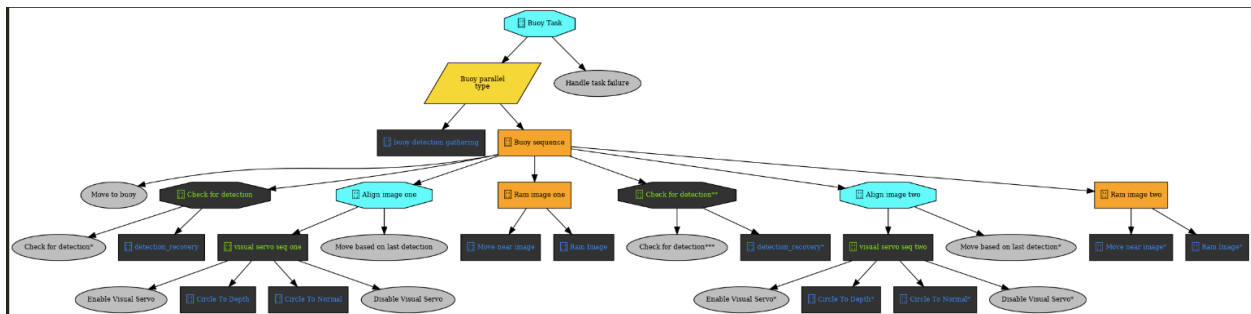 Buoy Task
Buoy parallel
type
Handle task failure
buoy detection gathering
Buoy sequence
Move to buoy
Check for detection
Align image one
Ram image one
Check for detection**
Align image two
Ram image two
Check for detection*
detection_recovery
visual servo seq one
Move based on last detection
Move near image
Ram Image
Check for detection***
detection_recovery*
visual servo seq two
Move based on last detection*
Move near image*
Ram Image*
Enable Visual Servo
Circle To Depth
Circle To Normal
Disable Visual Servo
Enable Visual Servo*
Circle To Depth*
Circle To Normal*
Disable Visual Servo*